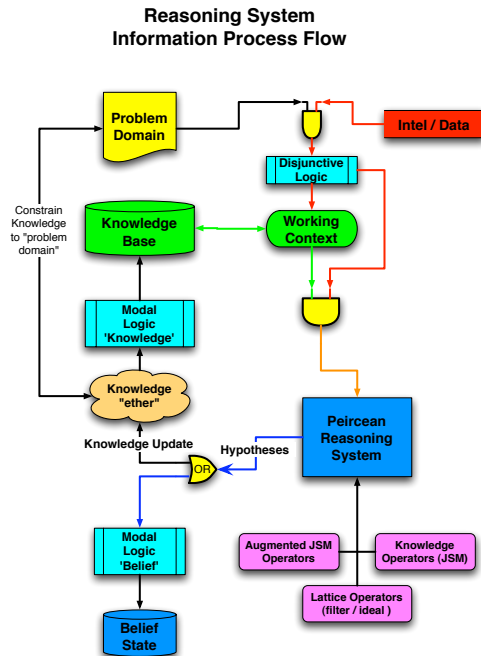 Reasoning System
Information Process Flow
Problem
Domain
Intel / Data
Disjunctive
Logic
Constrain
Knowledge
to "problem
domain"
Knowledge
Base
Working
Context
Modal
Logic
'Knowledge'
Knowledge
"ether"
Peircean
Reasoning
System
Knowledge Update
Hypotheses
OR
Modal
Logic
'Belief'
Augmented JSM
Operators
Knowledge
Operators (JSM)
Lattice Operators
(filter / ideal )
Belief
State